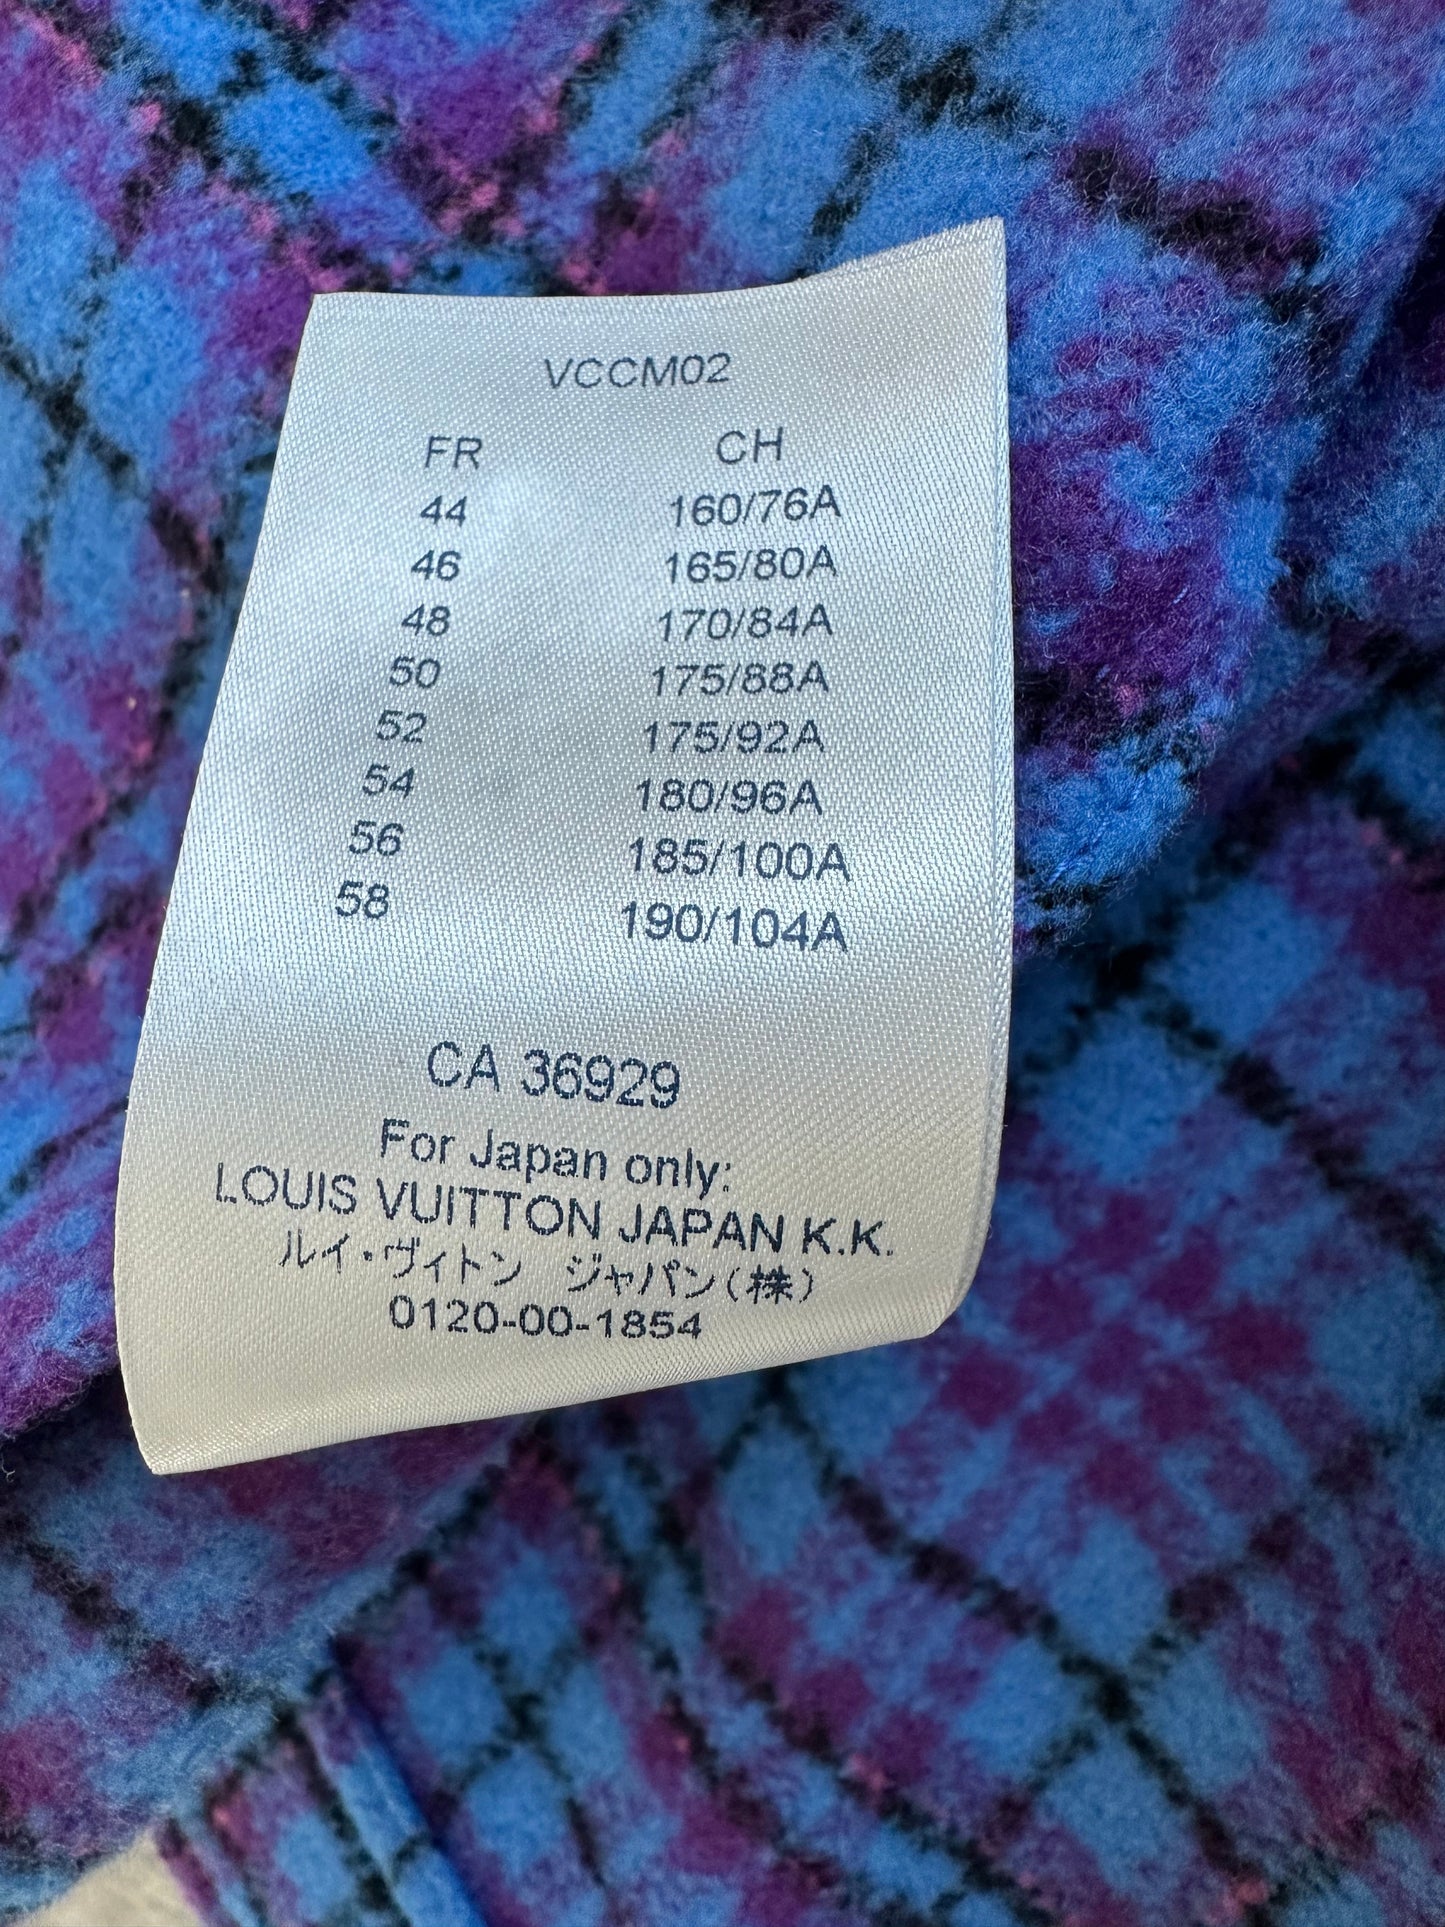 VCCM02
FR CH
44 160/76A
46 165/80A
48 170/84A
50 175/88A
52 175/92A
54 180/96A
56 185/100A
58 190/104A
CA 36929
For Japan only:
LOUIS VUITTON JAPAN K.K.
ルイ・ヴィトン ジャパン(株)
0120-00-1854